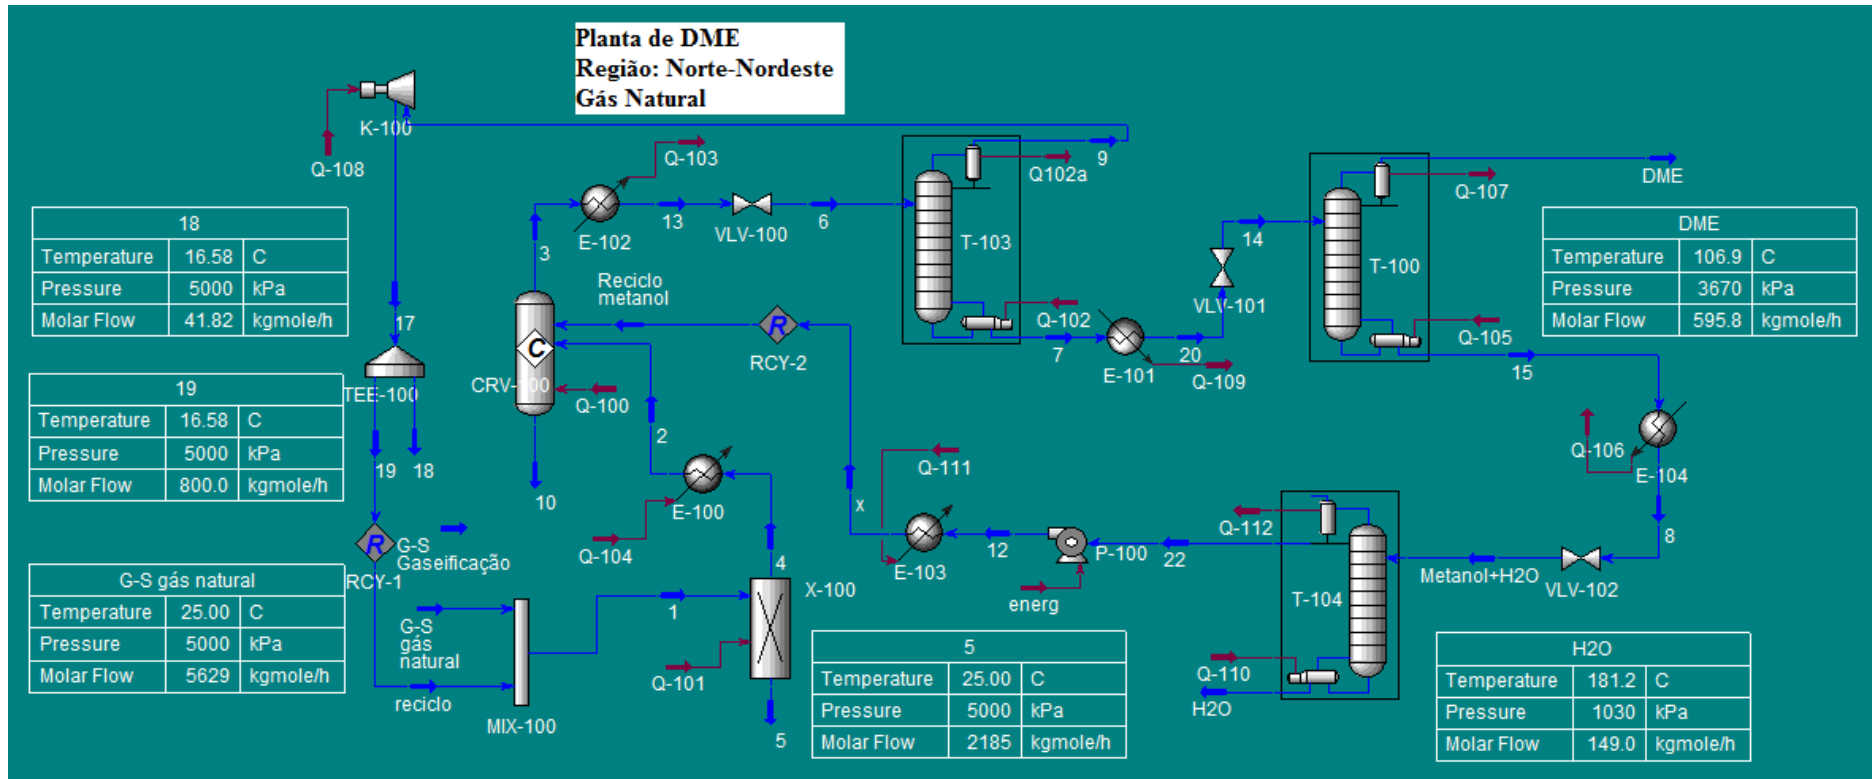 Planta de DME
Região: Norte-Nordeste
Gás Natural
K-100
Q-108
Q-103
E-102
13
VLV-100
6
3
T-103
Q102a
9
Q-102
7
E-101
20
Q-109
VLV-101
14
T-100
Q-107
DME
Q-105
15
18
Temperature 16.58 C
Pressure 5000 kPa
Molar Flow 41.82 kgmole/h
DME
Temperature 106.9 C
Pressure 3670 kPa
Molar Flow 595.8 kgmole/h
17
TEE-100
19
18
19
Temperature 16.58 C
Pressure 5000 kPa
Molar Flow 800.0 kgmole/h
Reciclo
metanol
RCY-2
C
CRV-100
Q-100
10
2
E-100
Q-104
4
X-100
Q-101
5
x
Q-111
E-103
12
P-100
energ
22
Q-112
T-104
Q-110
H2O
Metanol+H2O
VLV-102
8
Q-106
E-104
R
R
RCY-1
G-S
Gaseificação
G-S
gás
natural
reciclo
MIX-100
1
G-S gás natural
Temperature 25.00 C
Pressure 5000 kPa
Molar Flow 5629 kgmole/h
5
Temperature 25.00 C
Pressure 5000 kPa
Molar Flow 2185 kgmole/h
H2O
Temperature 181.2 C
Pressure 1030 kPa
Molar Flow 149.0 kgmole/h